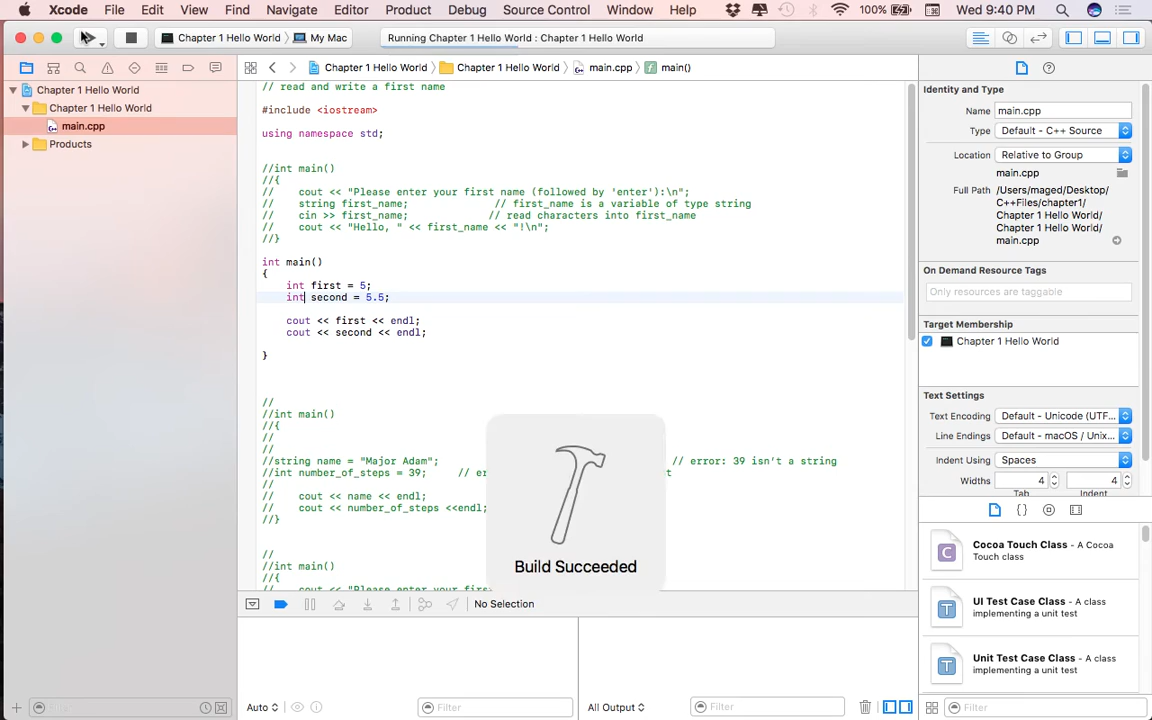 Xcode File Edit View Find Navigate Editor Product Debug Source Control Window Help 100% Wed 9:40 PM
Chapter 1 Hello World My Mac Running Chapter 1 Hello World : Chapter 1 Hello World
Chapter 1 Hello World Chapter 1 Hello World main.cpp main()
Chapter 1 Hello World
Chapter 1 Hello World
main.cpp
Products
// read and write a first name
#include <iostream>
using namespace std;
//int main()
//{
//    cout << "Please enter your first name (followed by 'enter'):\n";
//    string first_name;    // first_name is a variable of type string
//    cin >> first_name;    // read characters into first_name
//    cout << "Hello, " << first_name << "!\n";
//}
int main()
{
int first = 5;
int second = 5.5;
cout << first << endl;
cout << second << endl;
}
//
//int main()
//{
//
//
//string name = "Major Adam"; // error: 39 isn't a string
//int number_of_steps = 39;
//
//    cout << name << endl;
//    cout << number_of_steps <<endl;
//}
//
//int main()
//{
Build Succeeded
No Selection
Auto Filter All Output Filter
Filter
Identity and Type
Name main.cpp
Type Default - C++ Source
Location Relative to Group
main.cpp
Full Path /Users/maged/Desktop/
C++Files/chapter1/
Chapter 1 Hello World/
Chapter 1 Hello World/
main.cpp
On Demand Resource Tags
Only resources are taggable
Target Membership
Chapter 1 Hello World
Text Settings
Text Encoding Default - Unicode (UTF...
Line Endings Default - macOS / Unix...
Indent Using Spaces
Widths 4 4
Tab Indent
{}
C Cocoa Touch Class - A Cocoa
Touch class
T UI Test Case Class - A class
implementing a unit test
T Unit Test Case Class - A class
implementing a unit test
Filter